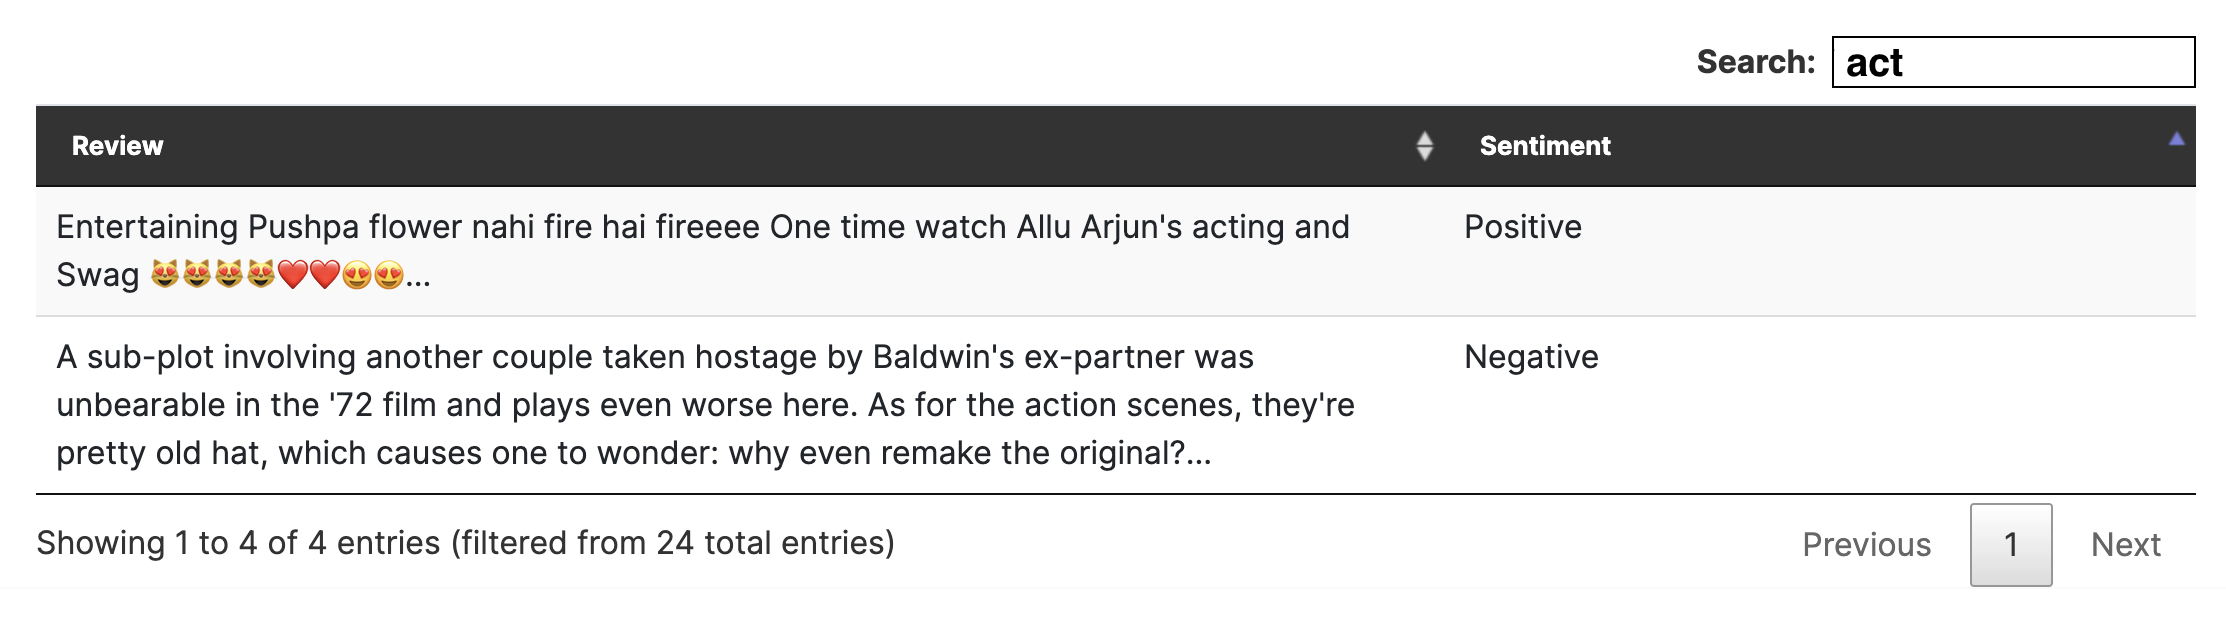 Search: act
Review Sentiment
Entertaining Pushpa flower nahi fire hai fireeee One time watch Allu Arjun's acting and Positive
Swag 😻😻😻😻❤️❤️😍😍...
A sub-plot involving another couple taken hostage by Baldwin's ex-partner was Negative
unbearable in the '72 film and plays even worse here. As for the action scenes, they're
pretty old hat, which causes one to wonder: why even remake the original?...
Showing 1 to 4 of 4 entries (filtered from 24 total entries) Previous 1 Next